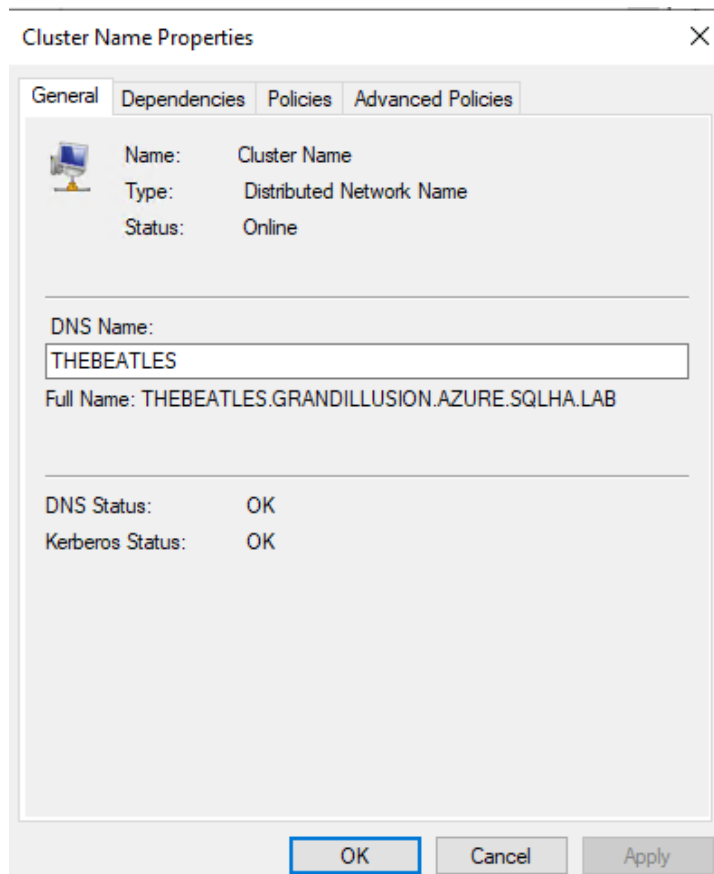 Cluster Name Properties
General Dependencies Policies Advanced Policies
Name: Cluster Name
Type: Distributed Network Name
Status: Online
DNS Name:
THEBEATLES
Full Name: THEBEATLES.GRANDILLUSION.AZURE.SQLHA.LAB
DNS Status: OK
Kerberos Status: OK
OK Cancel Apply